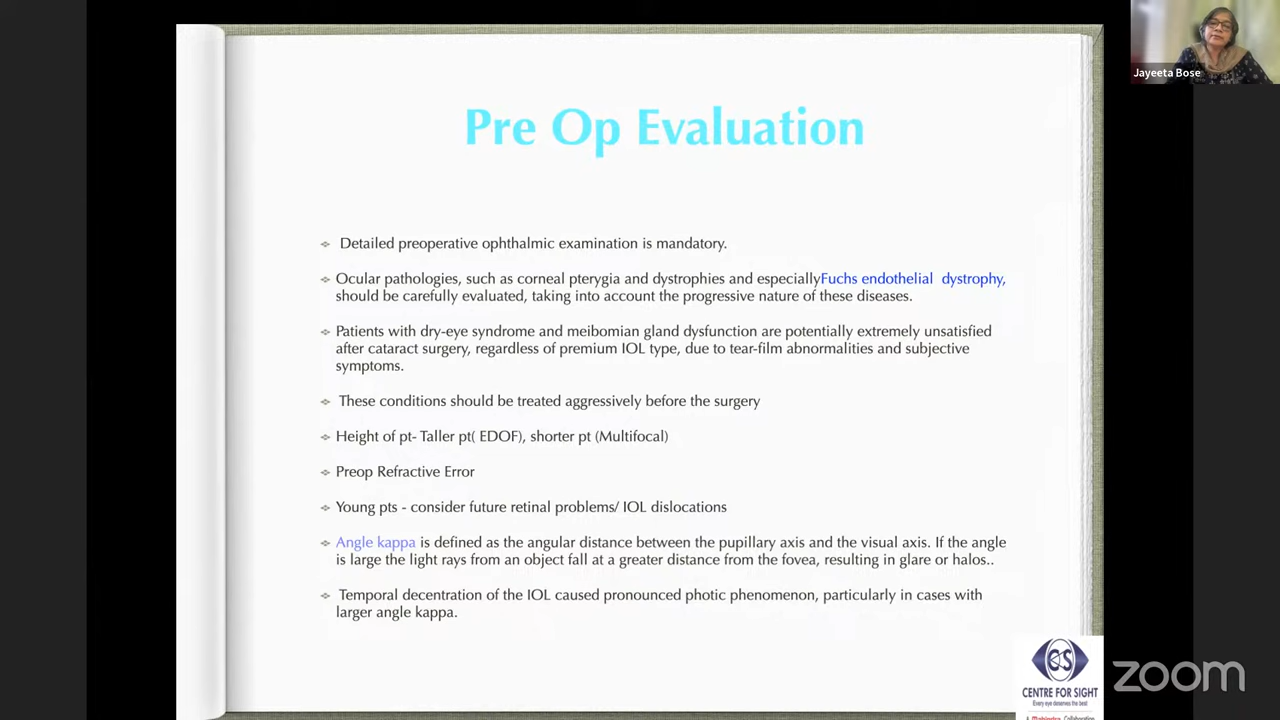 Jayeeta Bose
Pre Op Evaluation
Detailed preoperative ophthalmic examination is mandatory.
Ocular pathologies, such as corneal pterygia and dystrophies and especiallyFuchs endothelial dystrophy,
should be carefully evaluated, taking into account the progressive nature of these diseases.
Patients with dry-eye syndrome and meibomian gland dysfunction are potentially extremely unsatisfied
after cataract surgery, regardless of premium IOL type, due to tear-film abnormalities and subjective
symptoms.
These conditions should be treated aggressively before the surgery
Height of pt- Taller pt( EDOF), shorter pt (Multifocal)
Preop Refractive Error
Young pts - consider future retinal problems/ IOL dislocations
Angle kappa is defined as the angular distance between the pupillary axis and the visual axis. If the angle
is large the light rays from an object fall at a greater distance from the fovea, resulting in glare or halos..
Temporal decentration of the IOL caused pronounced photic phenomenon, particularly in cases with
larger angle kappa.
CS
CENTRE FOR SIGHT
Every eye deserves the best
A Mahindra Collaboration
zoom